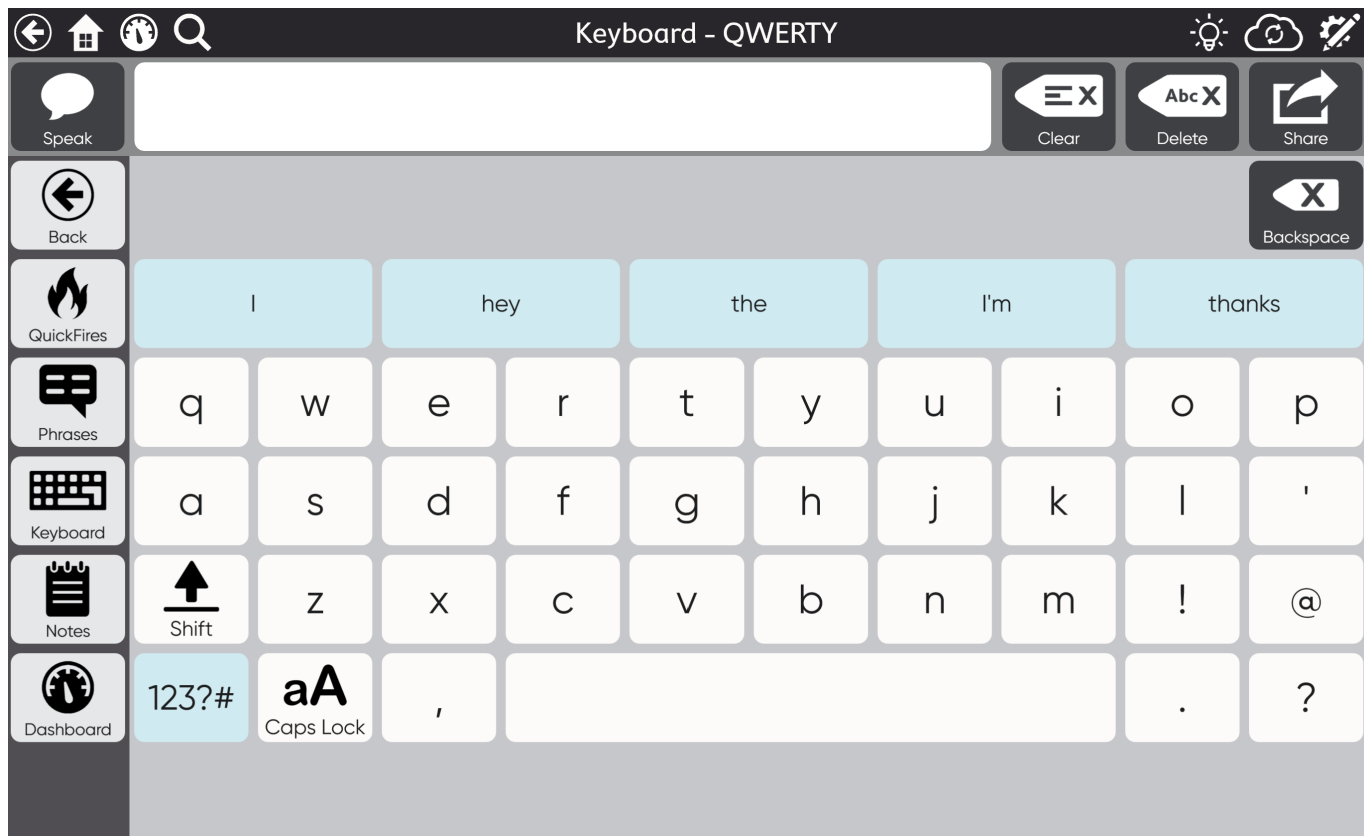 Keyboard - QWERTY
Speak
Clear
Abc X
Delete
Share
Back
X
Backspace
QuickFires
I hey the I'm thanks
Phrases
q w e r t y u i o p
Keyboard
a s d f g h j k l '
Notes
Shift
z x c v b n m ! @
Dashboard
123?#
aA
Caps Lock
, . ?